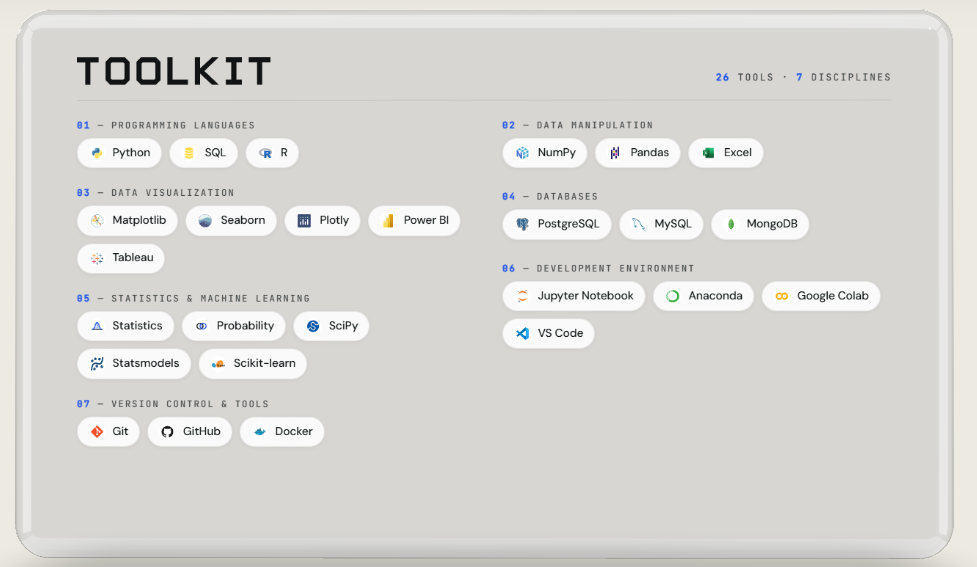 TOOLKIT
26 TOOLS · 7 DISCIPLINES
01 — PROGRAMMING LANGUAGES
Python SQL R
02 — DATA MANIPULATION
NumPy Pandas Excel
03 — DATA VISUALIZATION
Matplotlib Seaborn Plotly Power BI
Tableau
04 — DATABASES
PostgreSQL MySQL MongoDB
05 — STATISTICS & MACHINE LEARNING
Statistics Probability SciPy
Statsmodels Scikit-learn
06 — DEVELOPMENT ENVIRONMENT
Jupyter Notebook Anaconda Google Colab
VS Code
07 — VERSION CONTROL & TOOLS
Git GitHub Docker